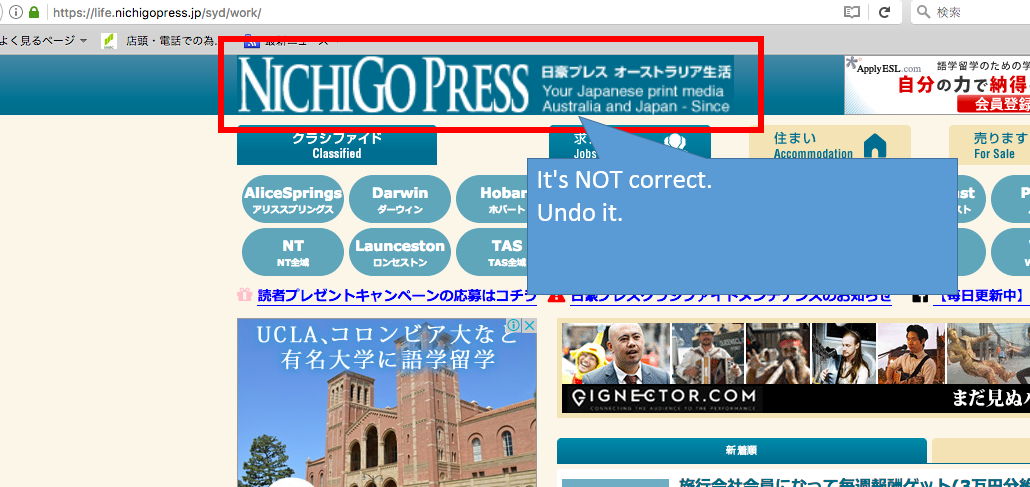 https://life.nichigopress.jp/syd/work/
検索
よく見るページ
店頭・電話での為...
最新ニュース
NICHIGO PRESS
日豪プレス オーストラリア生活
Your Japanese print media
Australia and Japan - Since
ApplyESL.com
語学留学のための学
自分の力で納得
会員登録
クラシファイド
Classified
求
Jobs
住まい
Accommodation
売ります
For Sale
It's NOT correct.
Undo it.
AliceSprings
アリススプリングス
Darwin
ダーウィン
Hobar
ホバート
st
スト
P
NT
NT全域
Launceston
ロンセストン
TAS
TAS全域
読者プレゼントキャンペーンの応募はコチラ
日豪プレスクラシファイドメンテナンスのお知らせ
【毎日更新中】
UCLA、コロンビア大など
有名大学に語学留学
GIGNECTOR.COM
CONNECTING THE AUDIENCE TO THE PERFORMANCE
まだ見ぬ
新着順
旅行会社会員になって毎週報酬ゲット(3万円分